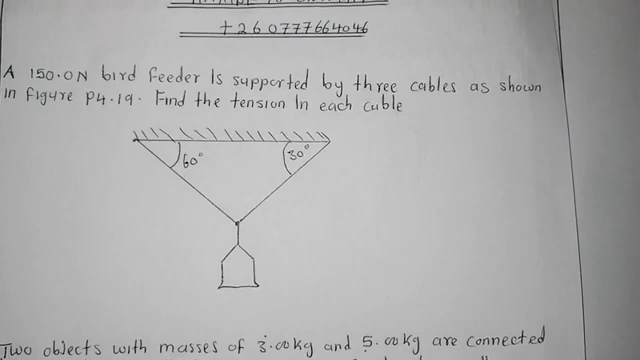 +260777664046
A 150.0N bird feeder Is supported by three cables as shown
In figure P4.19. Find the tension In each cable
60°
30°
Two objects with masses of 3.00kg and 5.00kg are connected